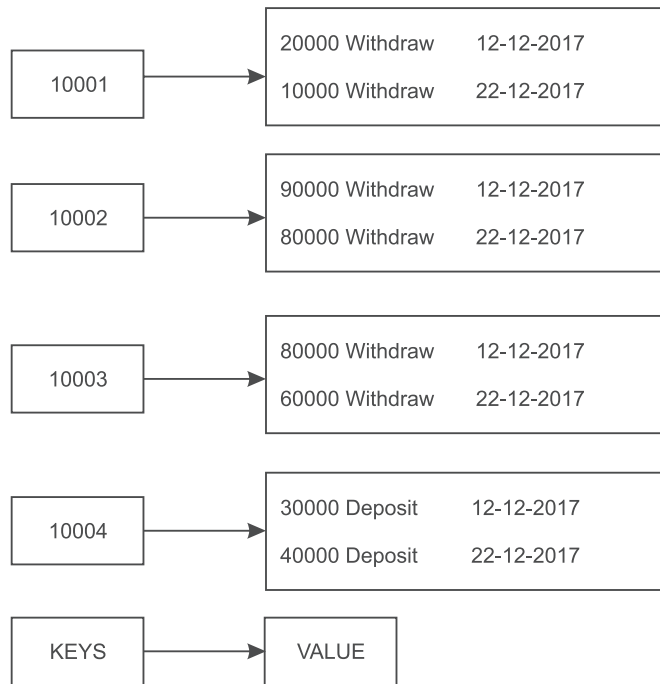 20000 Withdraw 12-12-2017
10001
10000 Withdraw 22-12-2017
90000 Withdraw 12-12-2017
10002
80000 Withdraw 22-12-2017
80000 Withdraw 12-12-2017
10003
60000 Withdraw 22-12-2017
30000 Deposit 12-12-2017
10004
40000 Deposit 22-12-2017
KEYS VALUE